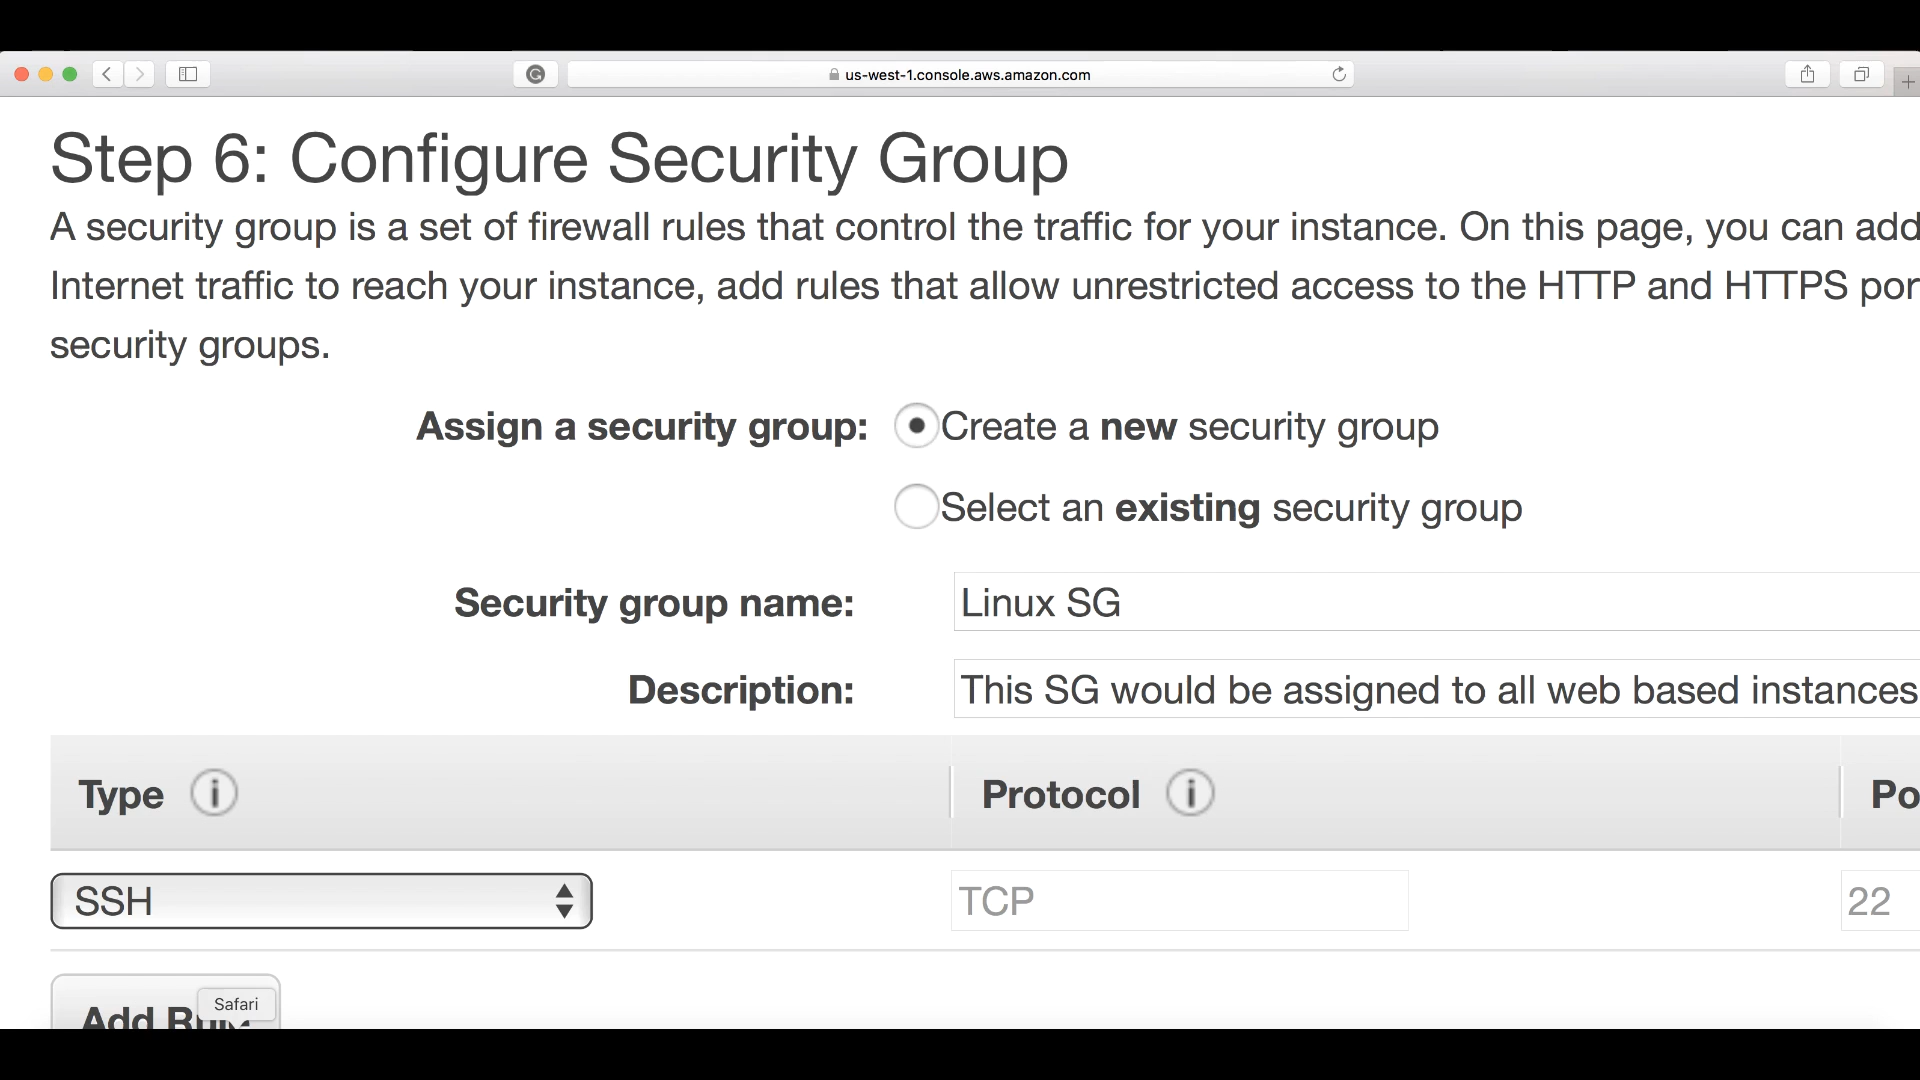 us-west-1.console.aws.amazon.com
Step 6: Configure Security Group
A security group is a set of firewall rules that control the traffic for your instance. On this page, you can add
Internet traffic to reach your instance, add rules that allow unrestricted access to the HTTP and HTTPS por
security groups.
Assign a security group: Create a new security group
Select an existing security group
Security group name: Linux SG
Description: This SG would be assigned to all web based instances
Type Protocol Po
SSH TCP 22
Add Rule
Safari